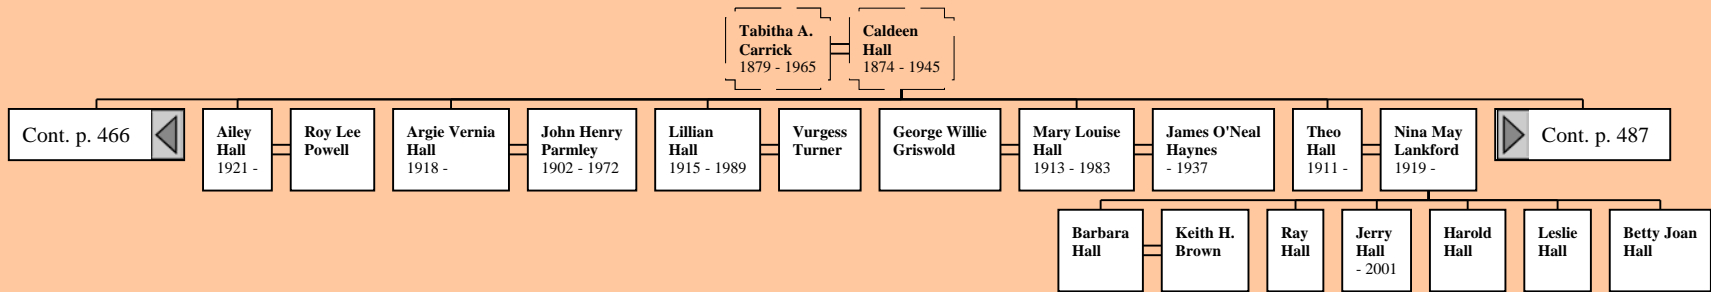 Tabitha A.
Carrick
1879 - 1965
Caldeen
Hall
1874 - 1945
Cont. p. 466
Ailey
Hall
1921 -
Roy Lee
Powell
Argie Vernia
Hall
1918 -
John Henry
Parmley
1902 - 1972
Lillian
Hall
1915 - 1989
Vurgess
Turner
George Willie
Griswold
Mary Louise
Hall
1913 - 1983
James O'Neal
Haynes
- 1937
Theo
Hall
1911 -
Nina May
Lankford
1919 -
Cont. p. 487
Barbara
Hall
Keith H.
Brown
Ray
Hall
Jerry
Hall
- 2001
Harold
Hall
Leslie
Hall
Betty Joan
Hall